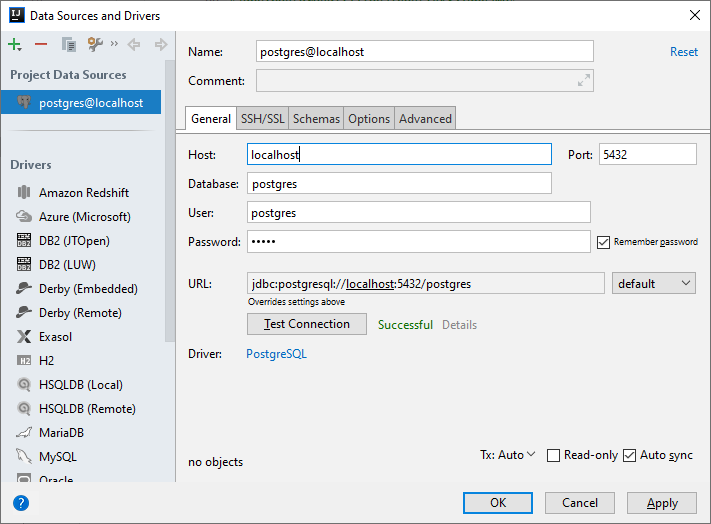 IJ Data Sources and Drivers
Name: postgres@localhost Reset
Comment:
Project Data Sources
postgres@localhost
General SSH/SSL Schemas Options Advanced
Host: localhost Port: 5432
Database: postgres
User: postgres
Password: ••••• Remember password
URL: jdbc:postgresql://localhost:5432/postgres default
Overrides settings above
Test Connection Successful Details
Driver: PostgreSQL
Drivers
Amazon Redshift
Azure (Microsoft)
DB2 (JTOpen)
DB2 (LUW)
Derby (Embedded)
Derby (Remote)
Exasol
H2 H2
HSQLDB (Local)
HSQLDB (Remote)
MariaDB
MySQL
Oracle
no objects Tx: Auto Read-only Auto sync
? OK Cancel Apply